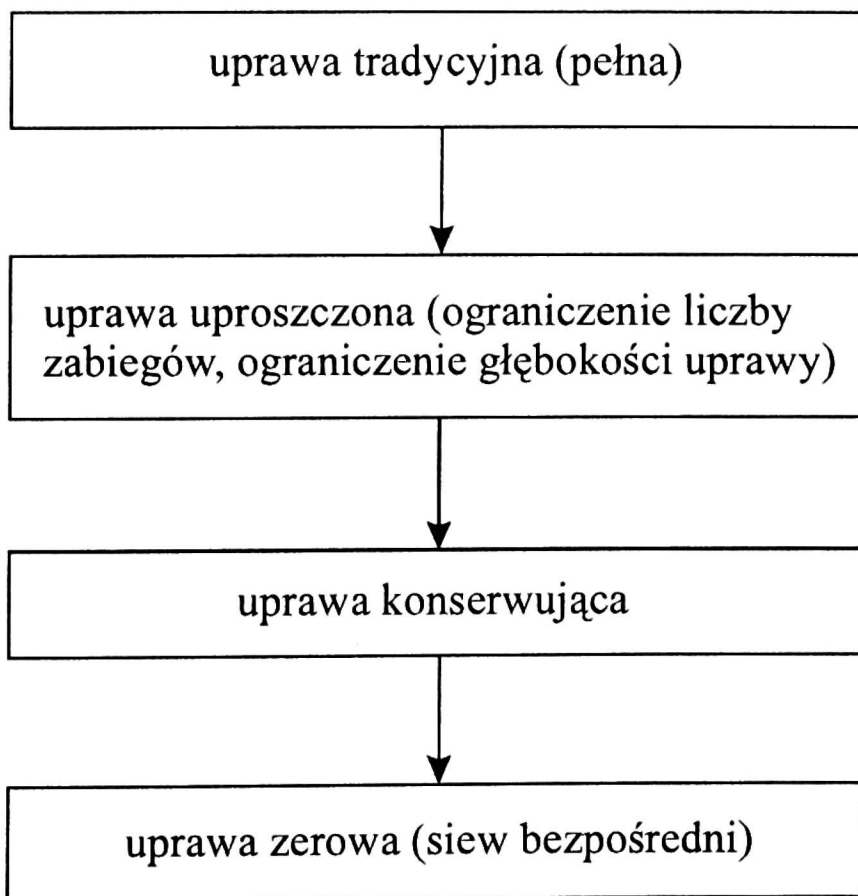 uprawa tradycyjna (pełna)
uprawa uproszczona (ograniczenie liczby
zabiegów, ograniczenie głębokości uprawy)
uprawa konserwująca
uprawa zerowa (siew bezpośredni)